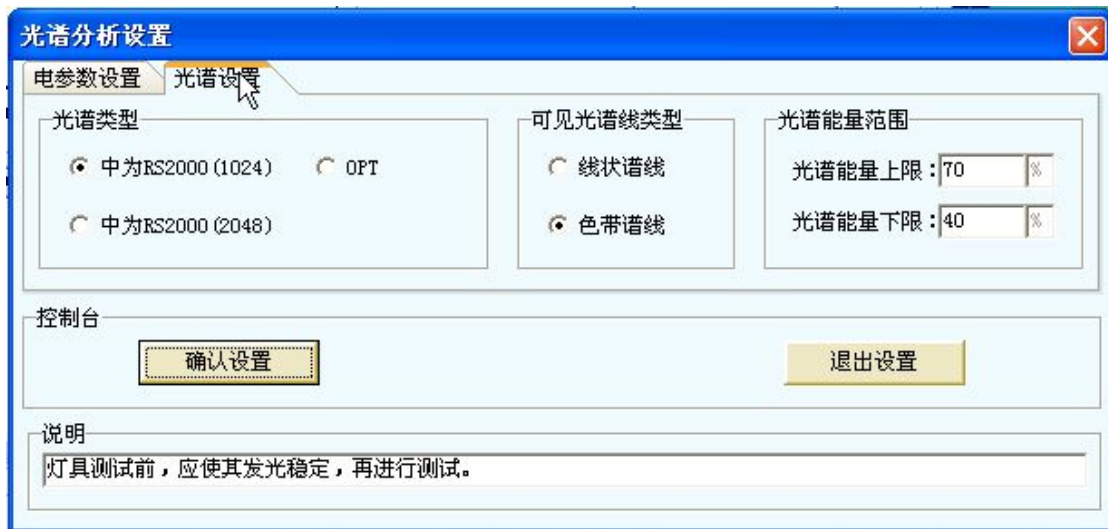 光谱分析设置
电参数设置 光谱设置
光谱类型
中为RS2000(1024) OPT
中为RS2000(2048)
可见光谱线类型
线状谱线
色带谱线
光谱能量范围
光谱能量上限:70 %
光谱能量下限:40 %
控制台
确认设置 退出设置
说明
灯具测试前,应使其发光稳定,再进行测试。